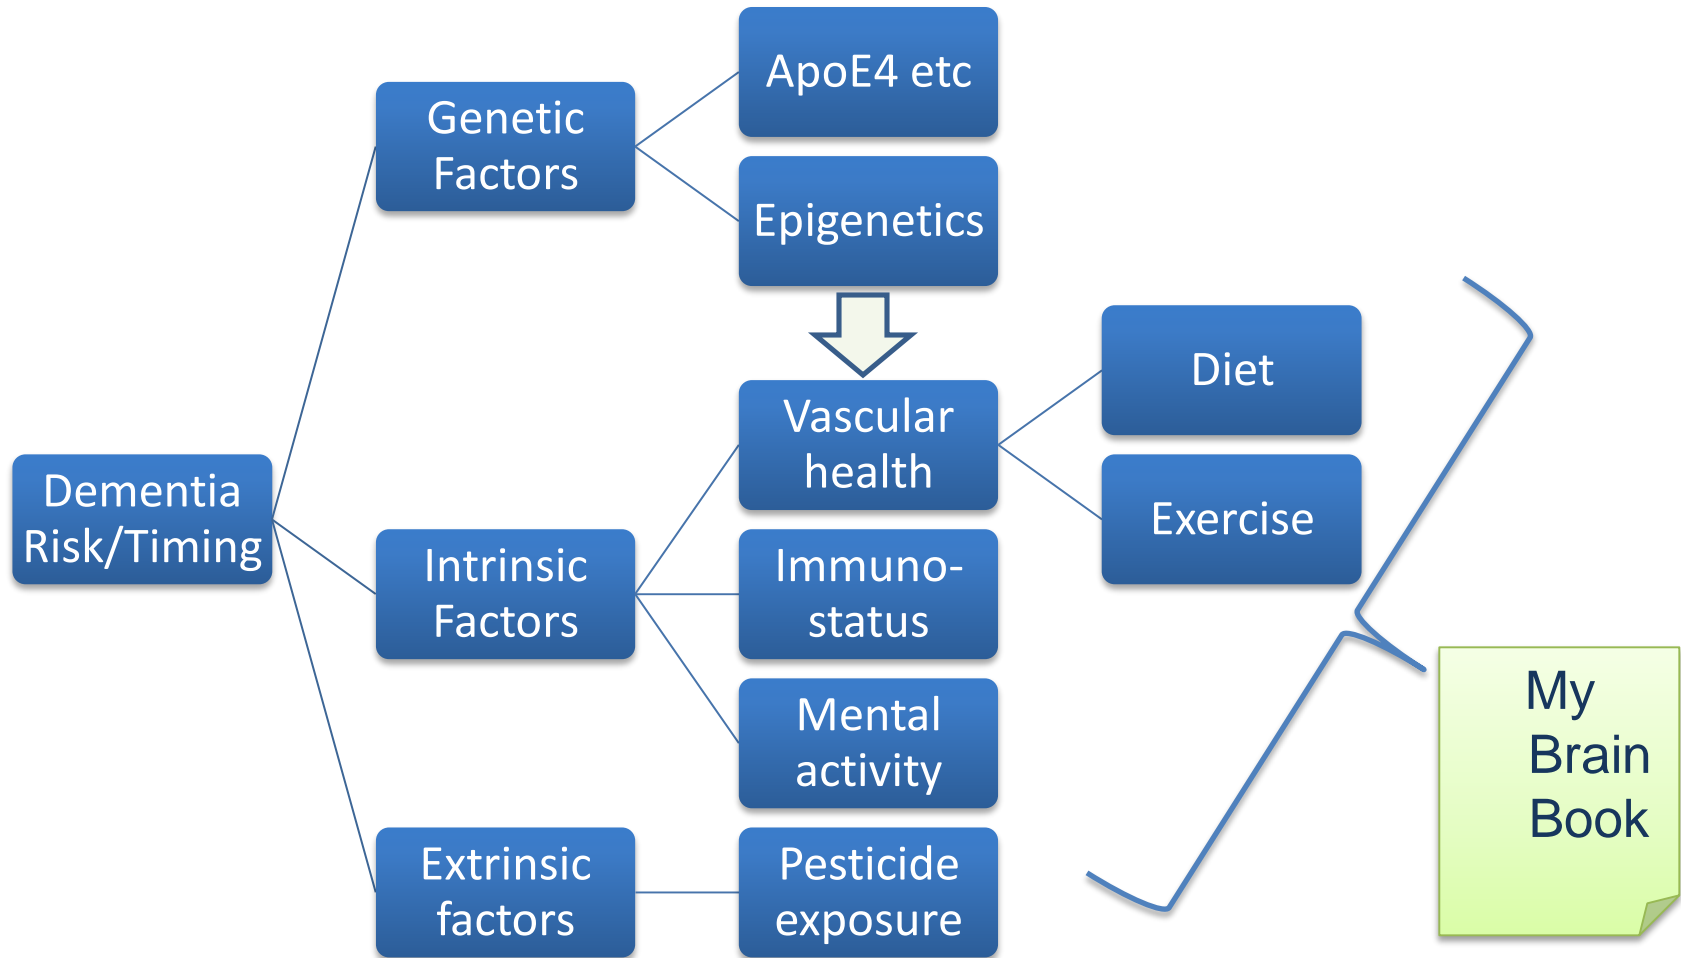 ApoE4 etc
Genetic
Factors
Epigenetics
Diet
Vascular
health
Dementia
Risk/Timing
Exercise
Intrinsic
Factors
Immuno-
status
My
Brain
Book
Mental
activity
Extrinsic
factors
Pesticide
exposure